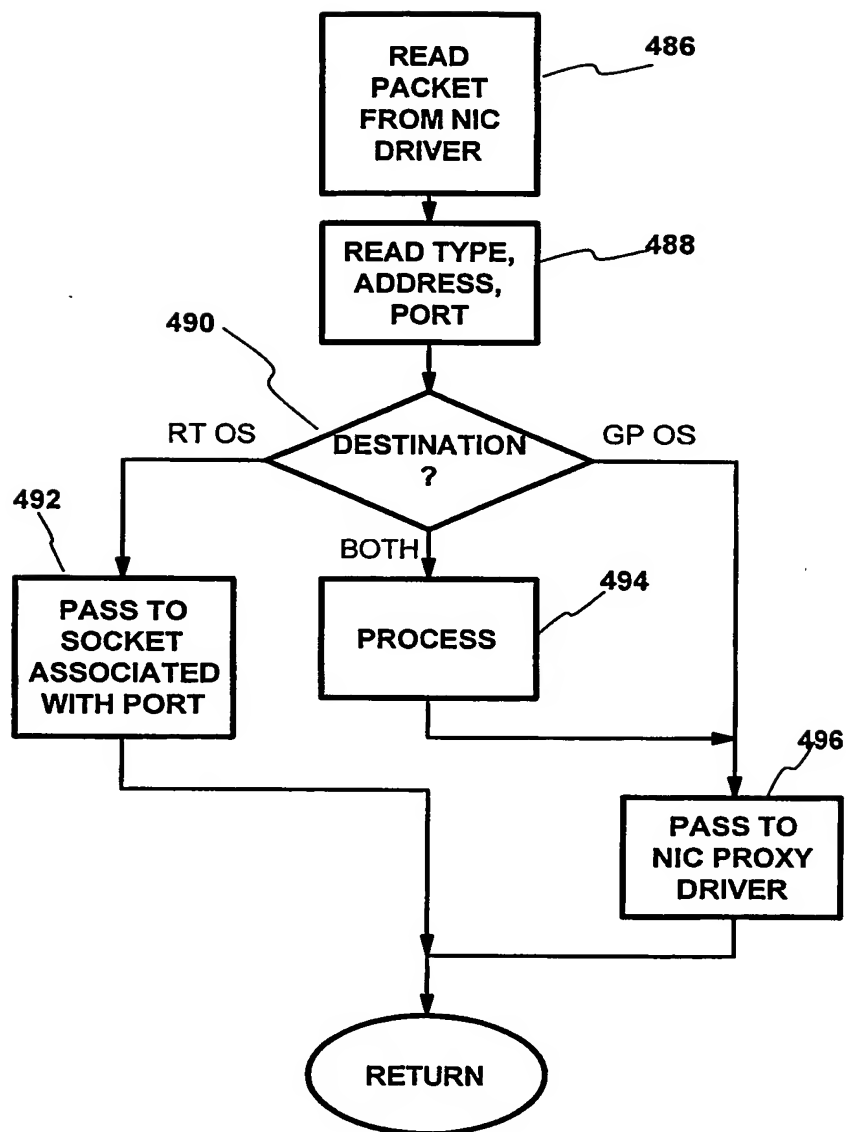 READ
PACKET
FROM NIC
DRIVER
486
READ TYPE,
ADDRESS,
PORT
488
490
DESTINATION
?
RT OS
GP OS
BOTH
492
PASS TO
SOCKET
ASSOCIATED
WITH PORT
494
PROCESS
496
PASS TO
NIC PROXY
DRIVER
RETURN